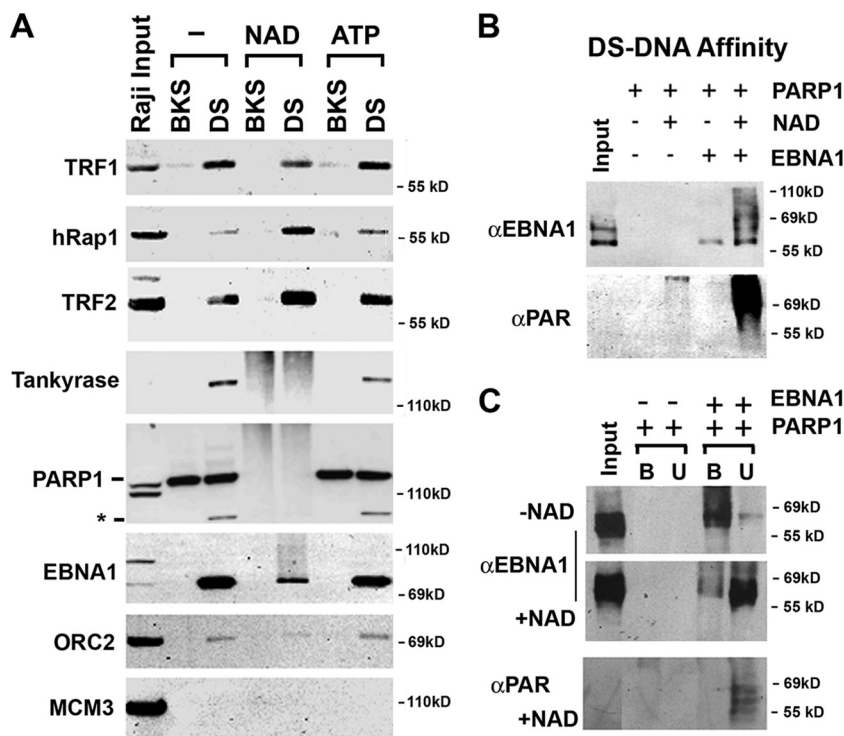 A
Raji Input
– NAD ATP
BKS DS BKS DS BKS DS
TRF1
55 kD
hRap1
- 55 kD
TRF2
55 kD
Tankyrase
- 110kD
PARP1 –
- 110kD
* –
EBNA1
- 110kD
- 69kD
ORC2
- 69kD
MCM3
-110kD
B
DS-DNA Affinity
Input
+ + + + PARP1
- + - + NAD
- - + + EBNA1
αEBNA1
- 110kD
- 69kD
- 55 kD
αPAR
- 69kD
- 55 kD
C
Input
- - + + EBNA1
+ + + + PARP1
B U B U
-NAD
- 69kD
- 55 kD
αEBNA1
+NAD
- 69kD
- 55 kD
αPAR
+NAD
- 69kD
- 55 kD